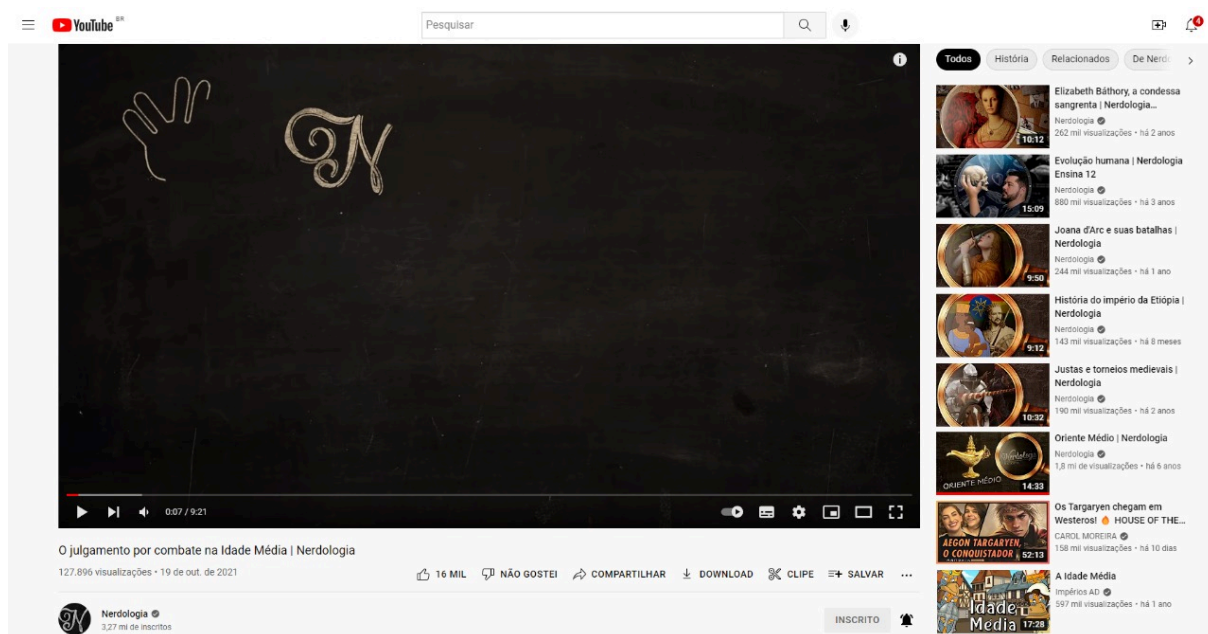 YouTube BR
Pesquisar
4
N
0:07 / 9:21
O julgamento por combate na Idade Média | Nerdologia
127.896 visualizações • 19 de out. de 2021
16 MIL
NÃO GOSTEI
COMPARTILHAR
DOWNLOAD
CLIPE
SALVAR
N
Nerdologia
3,27 mi de inscritos
INSCRITO
Todos
História
Relacionados
De Nerdo
10:12
Elizabeth Báthory, a condessa
sangrenta | Nerdologia...
Nerdologia
262 mil visualizações • há 2 anos
15:09
Evolução humana | Nerdologia
Ensina 12
Nerdologia
880 mil visualizações • há 3 anos
9:50
Joana d'Arc e suas batalhas |
Nerdologia
Nerdologia
244 mil visualizações • há 1 ano
9:12
História do império da Etiópia |
Nerdologia
Nerdologia
143 mil visualizações • há 8 meses
10:32
Justas e torneios medievais |
Nerdologia
Nerdologia
190 mil visualizações • há 2 anos
Nerdologia
ORIENTE MÉDIO
14:33
Oriente Médio | Nerdologia
Nerdologia
1,8 mi de visualizações • há 6 anos
AEGON TARGARYEN,
O CONQUISTADOR
52:13
Os Targaryen chegam em
Westeros! 🔥 HOUSE OF THE...
CAROL MOREIRA
158 mil visualizações • há 10 dias
Idade
Média
17:28
A Idade Média
Impérios AD
597 mil visualizações • há 1 ano